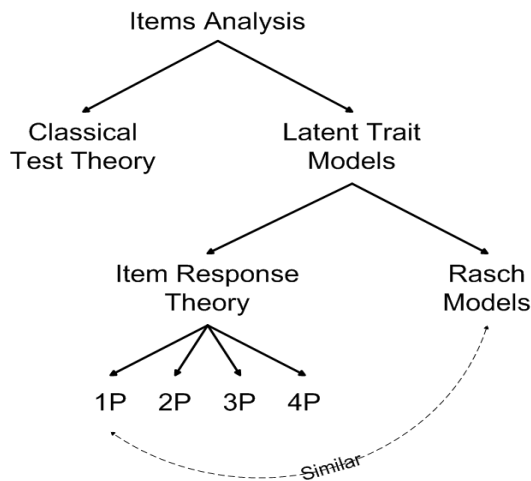 Items Analysis
Classical
Test Theory
Latent Trait
Models
Item Response
Theory
Rasch
Models
1P 2P 3P 4P
Similar